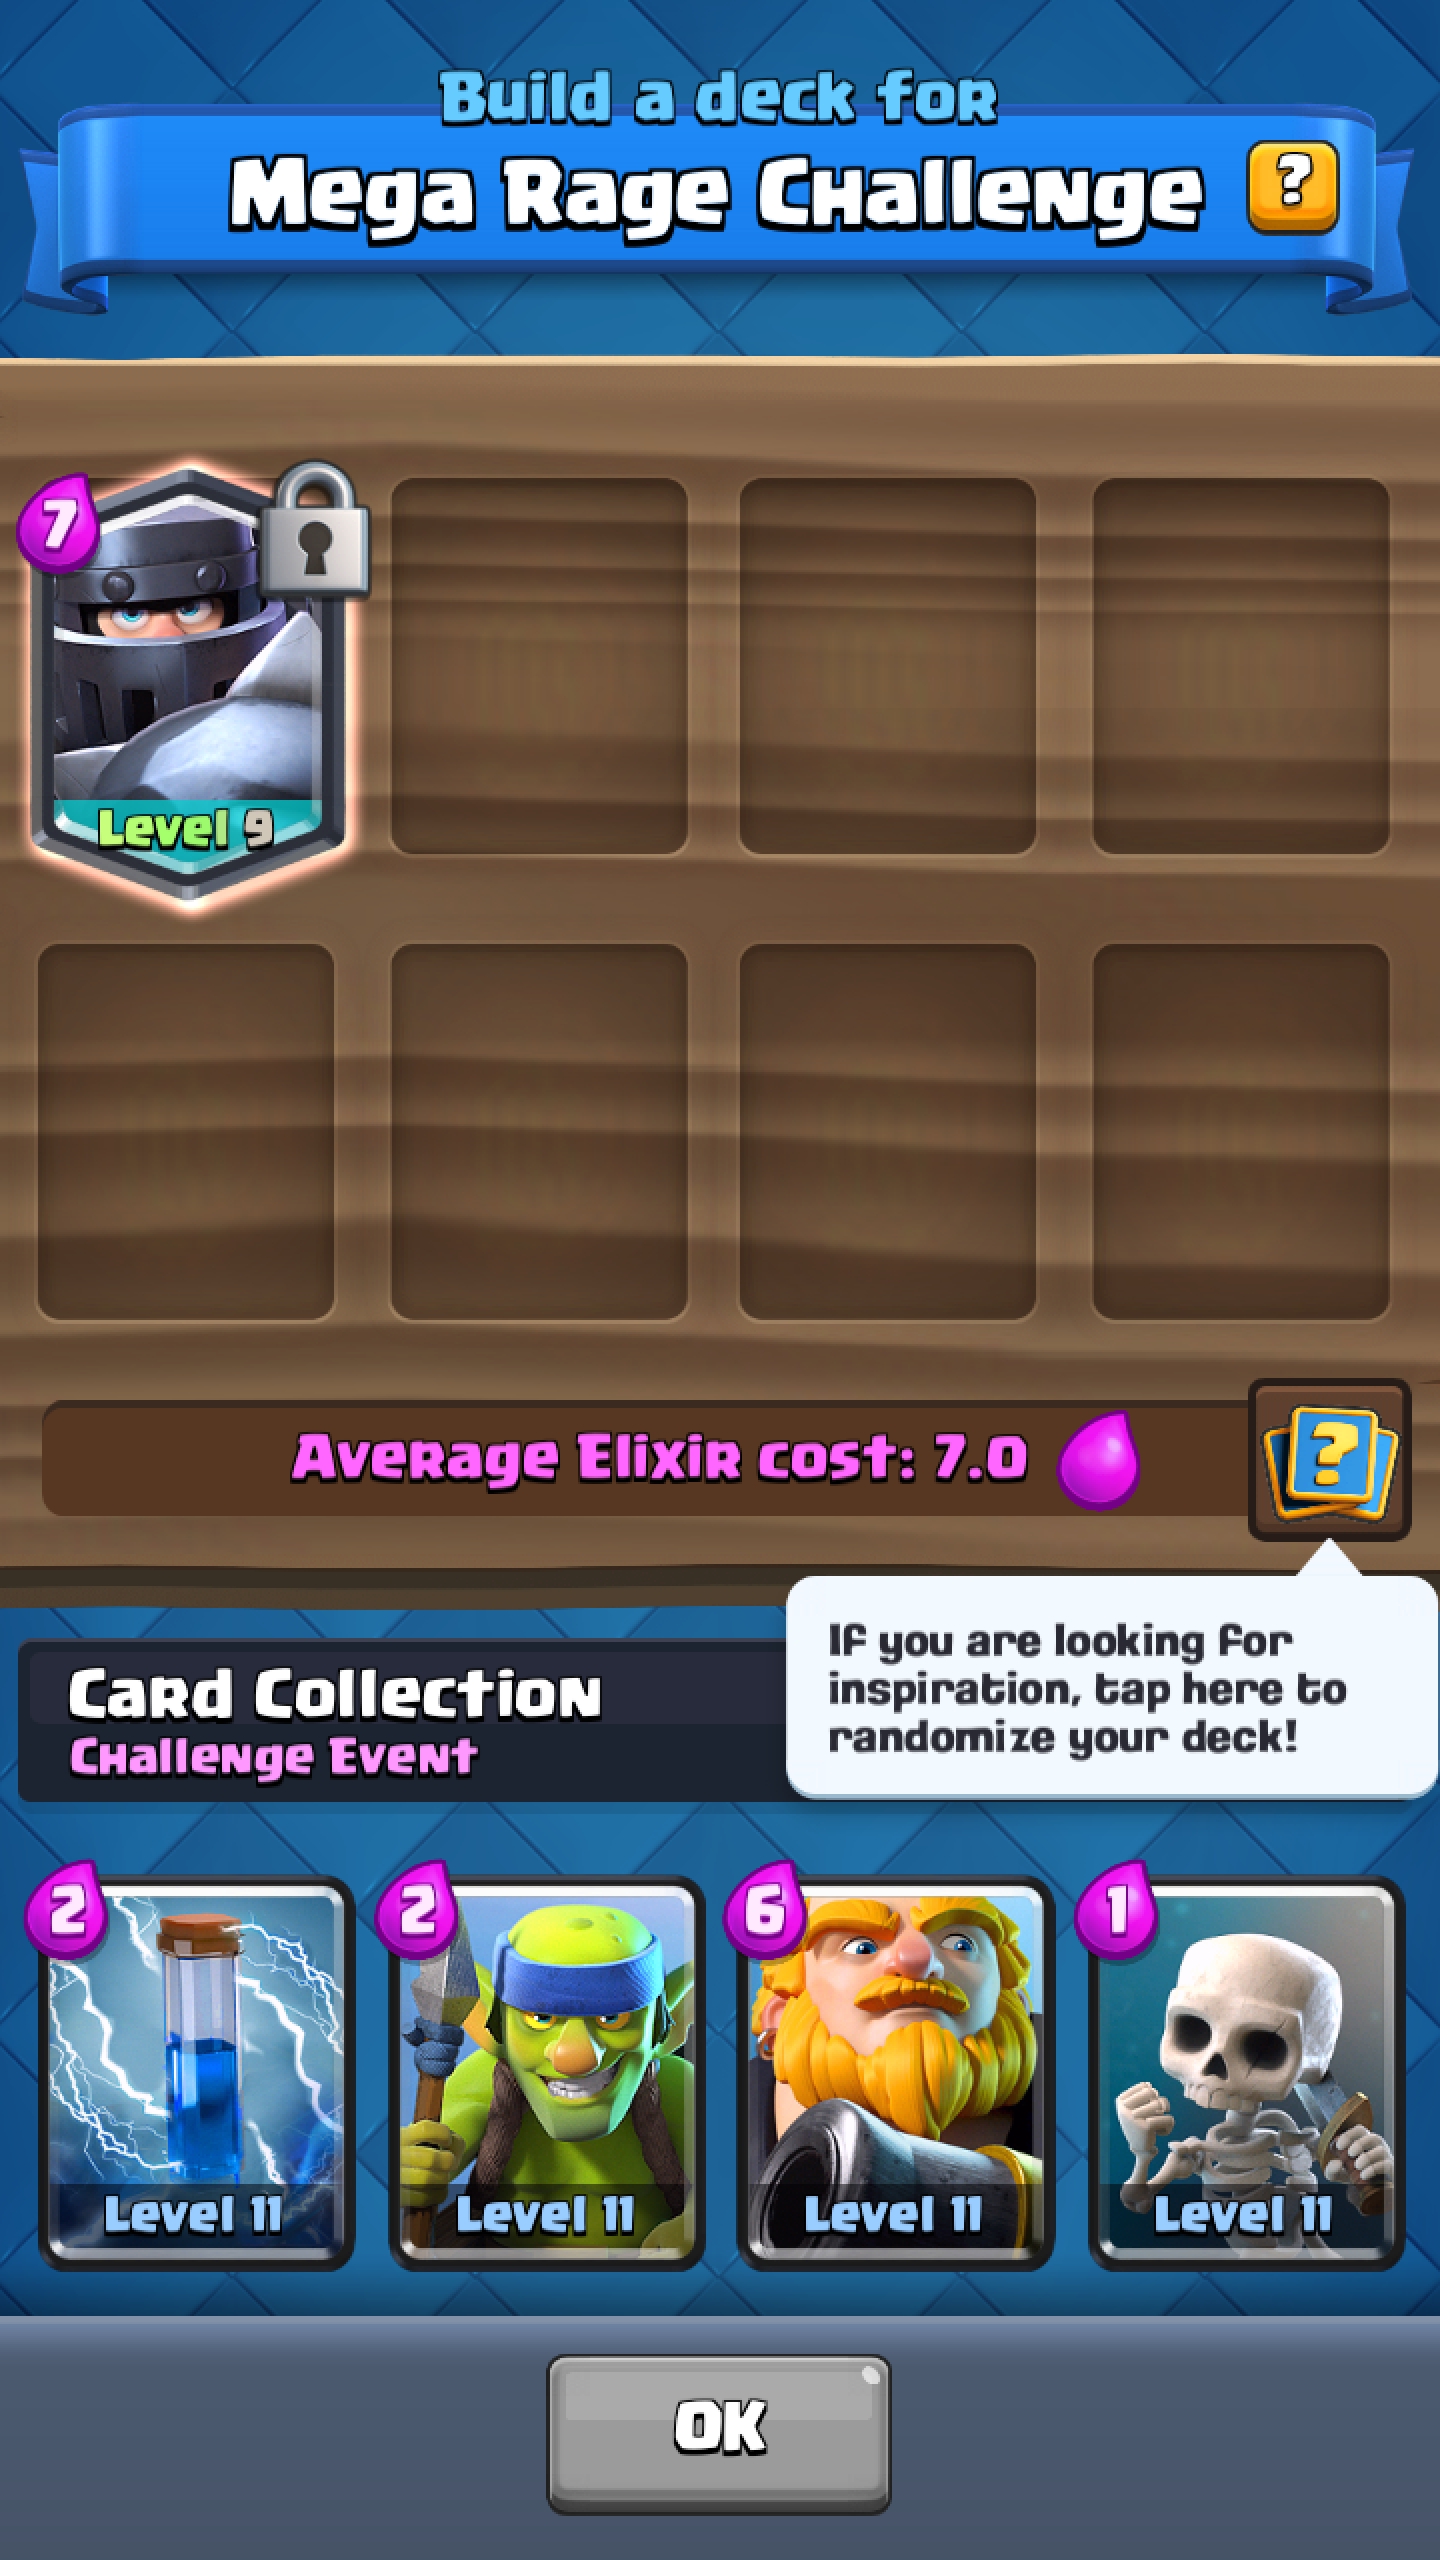 Build a deck for
Mega Rage Challenge
?
7
Level 9
Average Elixir cost: 7.0
?
If you are looking for
inspiration, tap here to
randomize your deck!
Card Collection
Challenge Event
2
2
6
1
Level 11
Level 11
Level 11
Level 11
OK